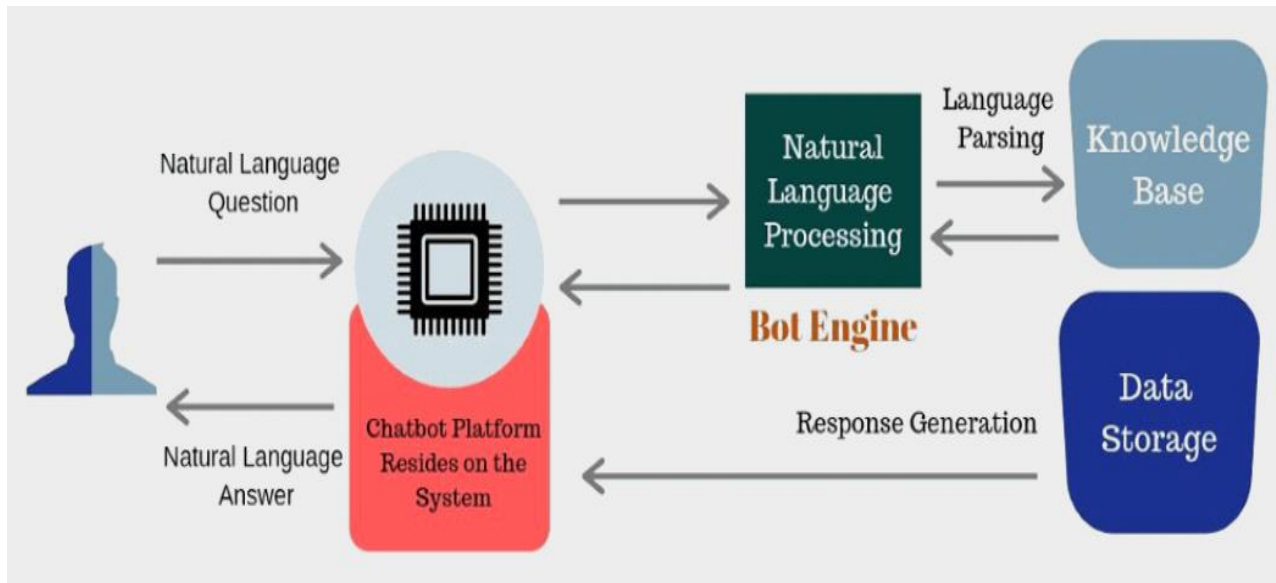 Natural Language
Question
Natural Language
Answer
Chatbot Platform
Resides on the
System
Natural
Language
Processing
Bot Engine
Language
Parsing
Knowledge
Base
Response Generation
Data
Storage